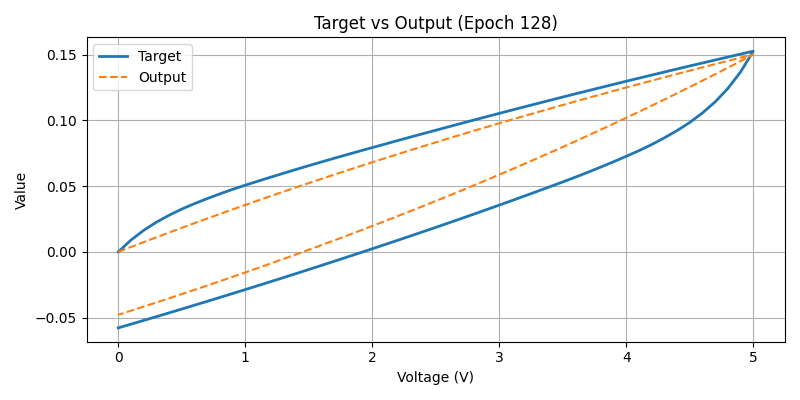 Target vs Output (Epoch 128)
Target
Output
Value
0.15
0.10
0.05
0.00
−0.05
0 1 2 3 4 5
Voltage (V)